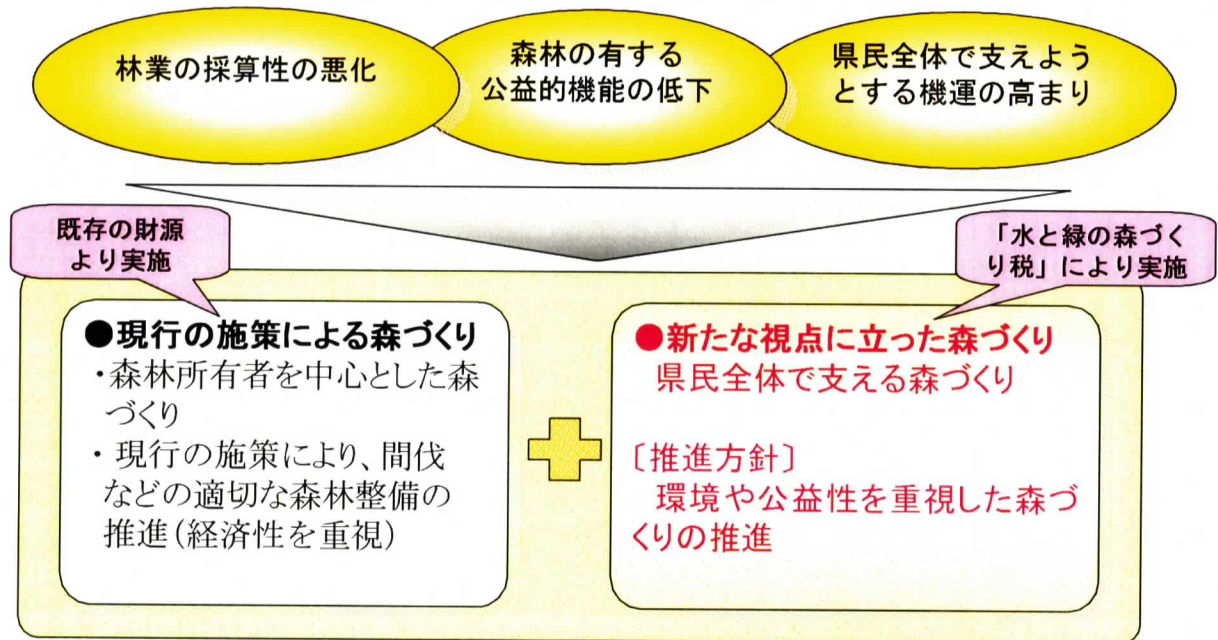 林業の採算性の悪化
森林の有する
公益的機能の低下
県民全体で支えよう
とする機運の高まり
既存の財源
より実施
「水と緑の森づく
り税」により実施
●現行の施策による森づくり
・森林所有者を中心とした森
づくり
・現行の施策により、間伐
などの適切な森林整備の
推進(経済性を重視)
●新たな視点に立った森づくり
県民全体で支える森づくり
〔推進方針〕
環境や公益性を重視した森づ
くりの推進